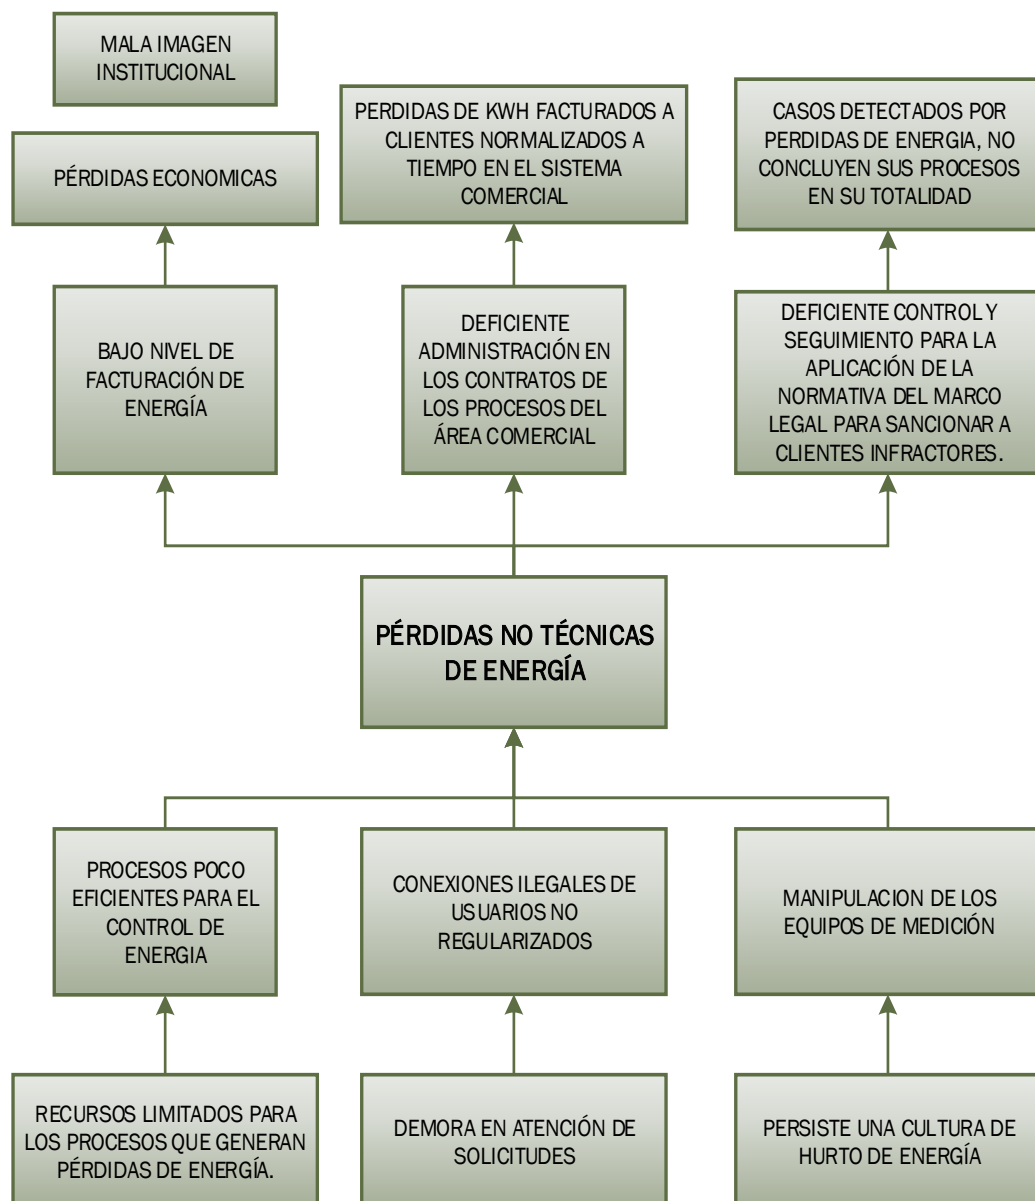 MALA IMAGEN
INSTITUCIONAL
PÉRDIDAS ECONOMICAS
PERDIDAS DE KWH FACTURADOS A
CLIENTES NORMALIZADOS A
TIEMPO EN EL SISTEMA
COMERCIAL
CASOS DETECTADOS POR
PERDIDAS DE ENERGIA, NO
CONCLUYEN SUS PROCESOS
EN SU TOTALIDAD
BAJO NIVEL DE
FACTURACIÓN DE
ENERGÍA
DEFICIENTE
ADMINISTRACIÓN EN
LOS CONTRATOS DE
LOS PROCESOS DEL
ÁREA COMERCIAL
DEFICIENTE CONTROL Y
SEGUIMIENTO PARA LA
APLICACIÓN DE LA
NORMATIVA DEL MARCO
LEGAL PARA SANCIONAR A
CLIENTES INFRACTORES.
PÉRDIDAS NO TÉCNICAS
DE ENERGÍA
PROCESOS POCO
EFICIENTES PARA EL
CONTROL DE
ENERGIA
CONEXIONES ILEGALES DE
USUARIOS NO
REGULARIZADOS
MANIPULACION DE LOS
EQUIPOS DE MEDICIÓN
RECURSOS LIMITADOS PARA
LOS PROCESOS QUE GENERAN
PÉRDIDAS DE ENERGÍA.
DEMORA EN ATENCIÓN DE
SOLICITUDES
PERSISTE UNA CULTURA DE
HURTO DE ENERGÍA